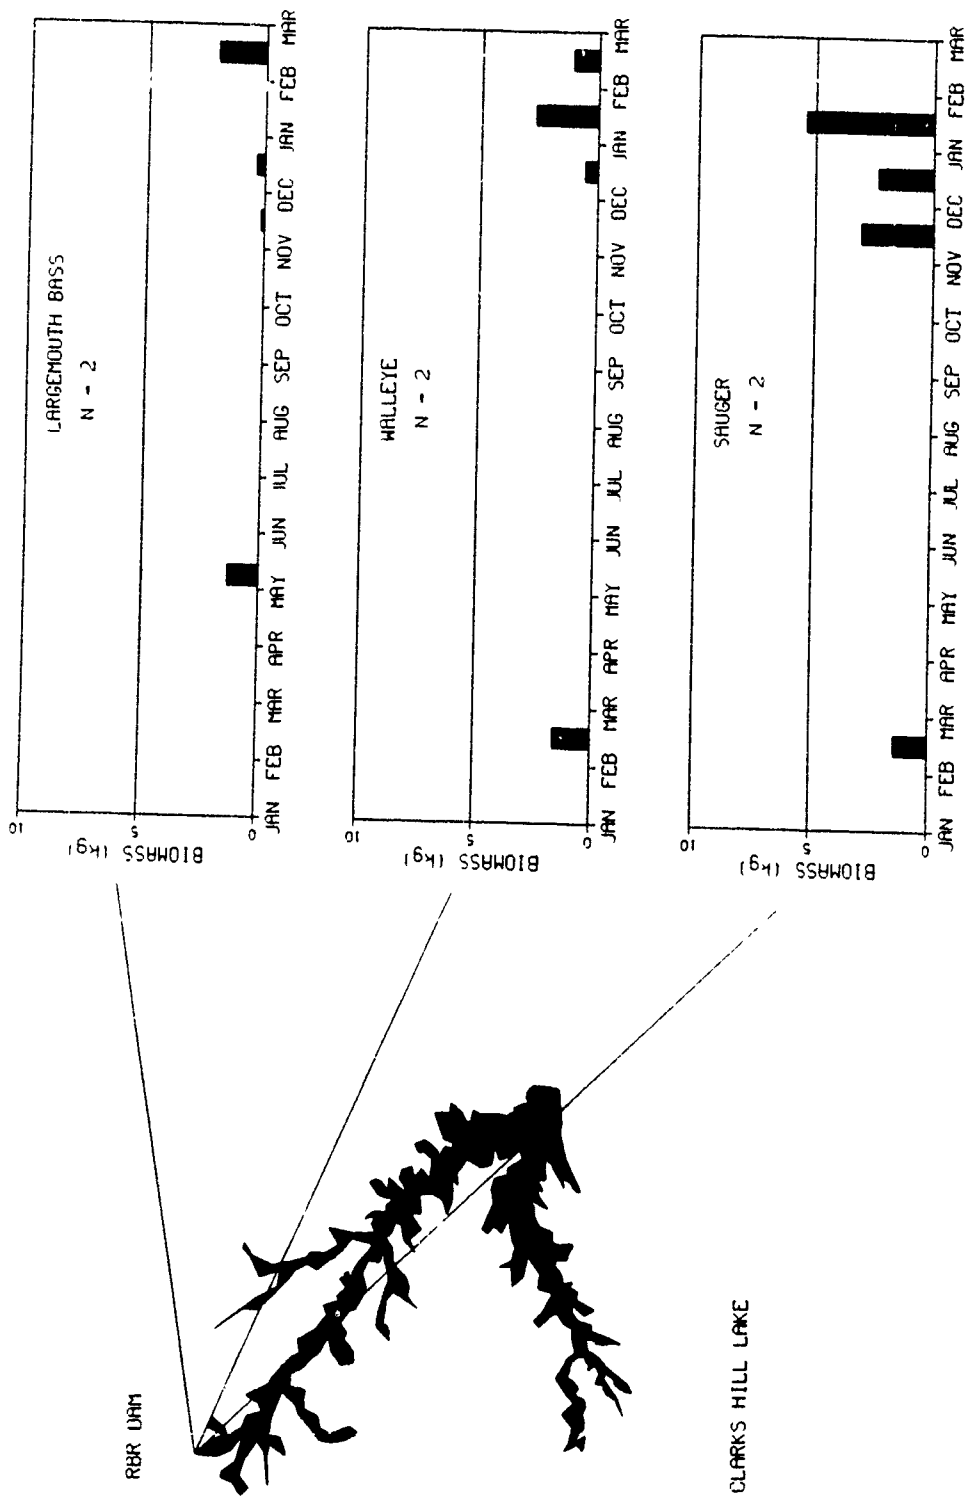 RBR DAM
CLARKS HILL LAKE
LARGEMOUTH BASS
N - 2
10
5
0
BIOMASS (kg)
JAN FEB MAR APR MAY JUN JUL AUG SEP OCT NOV DEC JAN FEB MAR
WALLEYE
N - 2
10
5
0
BIOMASS (kg)
JAN FEB MAR APR MAY JUN JUL AUG SEP OCT NOV DEC JAN FEB MAR
SAUGER
N - 2
10
5
0
BIOMASS (kg)
JAN FEB MAR APR MAY JUN JUL AUG SEP OCT NOV DEC JAN FEB MAR